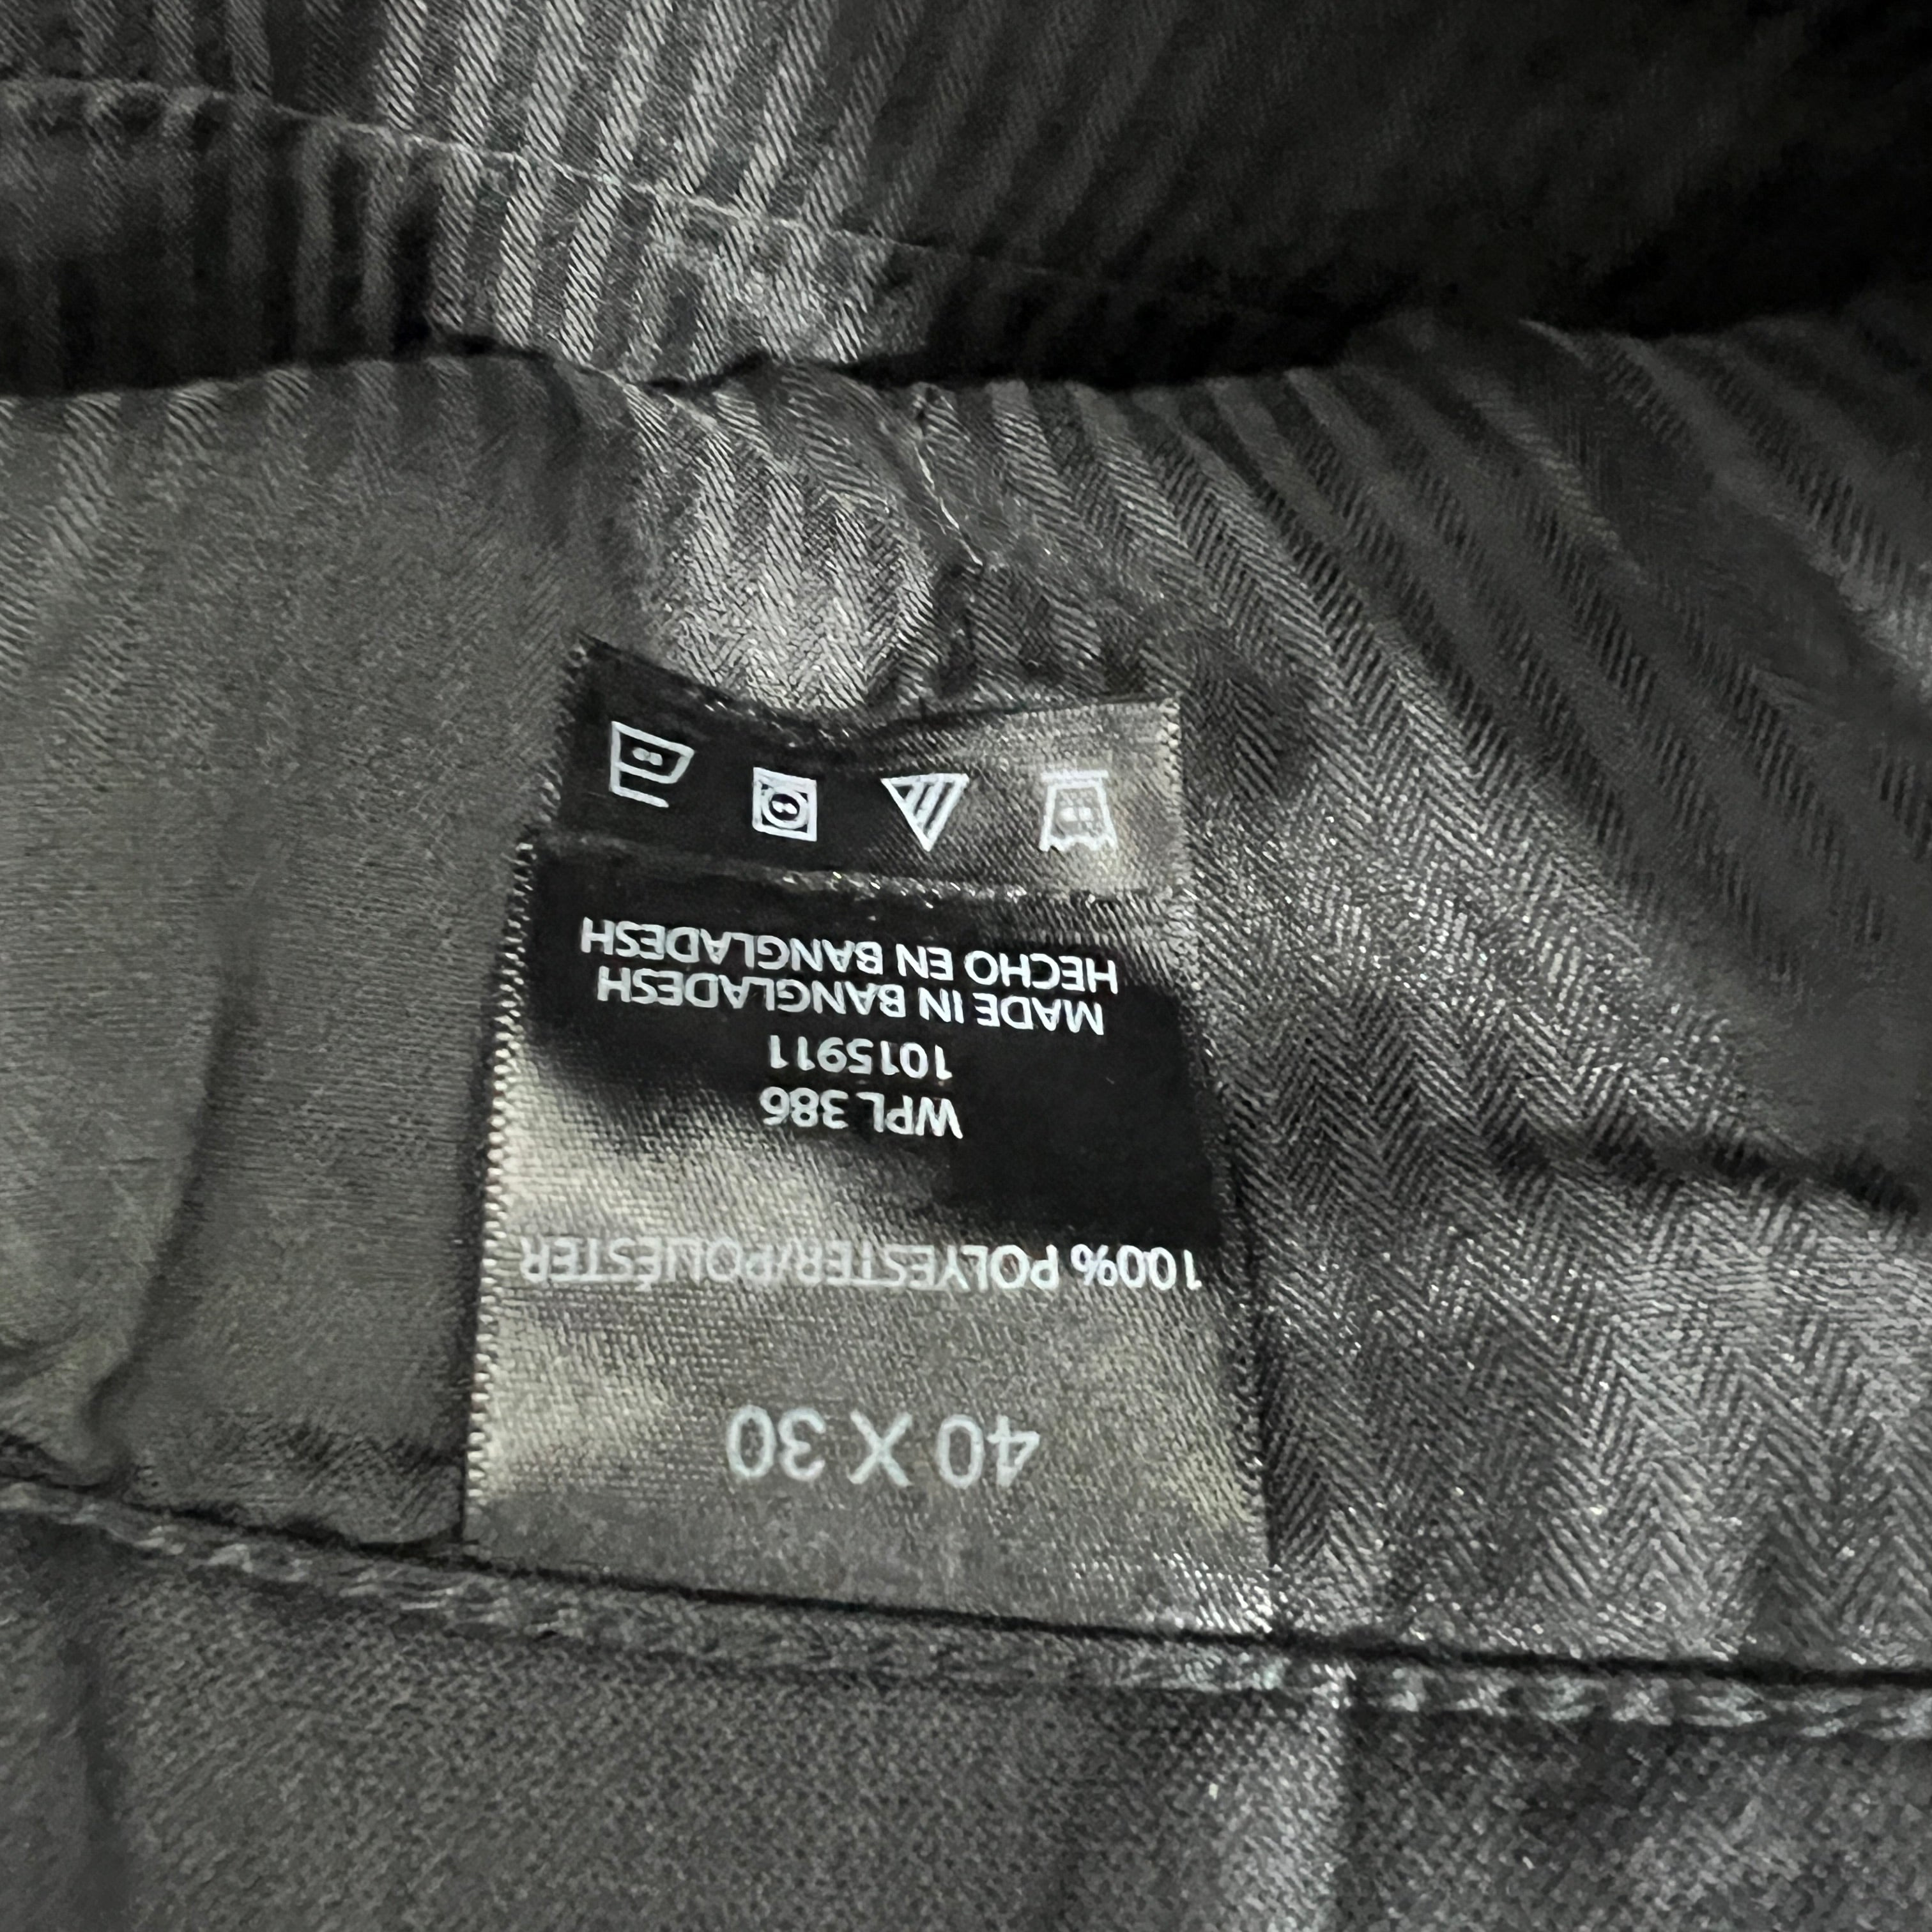 40 X 30
100% POLYESTER/POLIÉSTER
WPL 386
1015911
MADE IN BANGLADESH
HECHO EN BANGLADESH